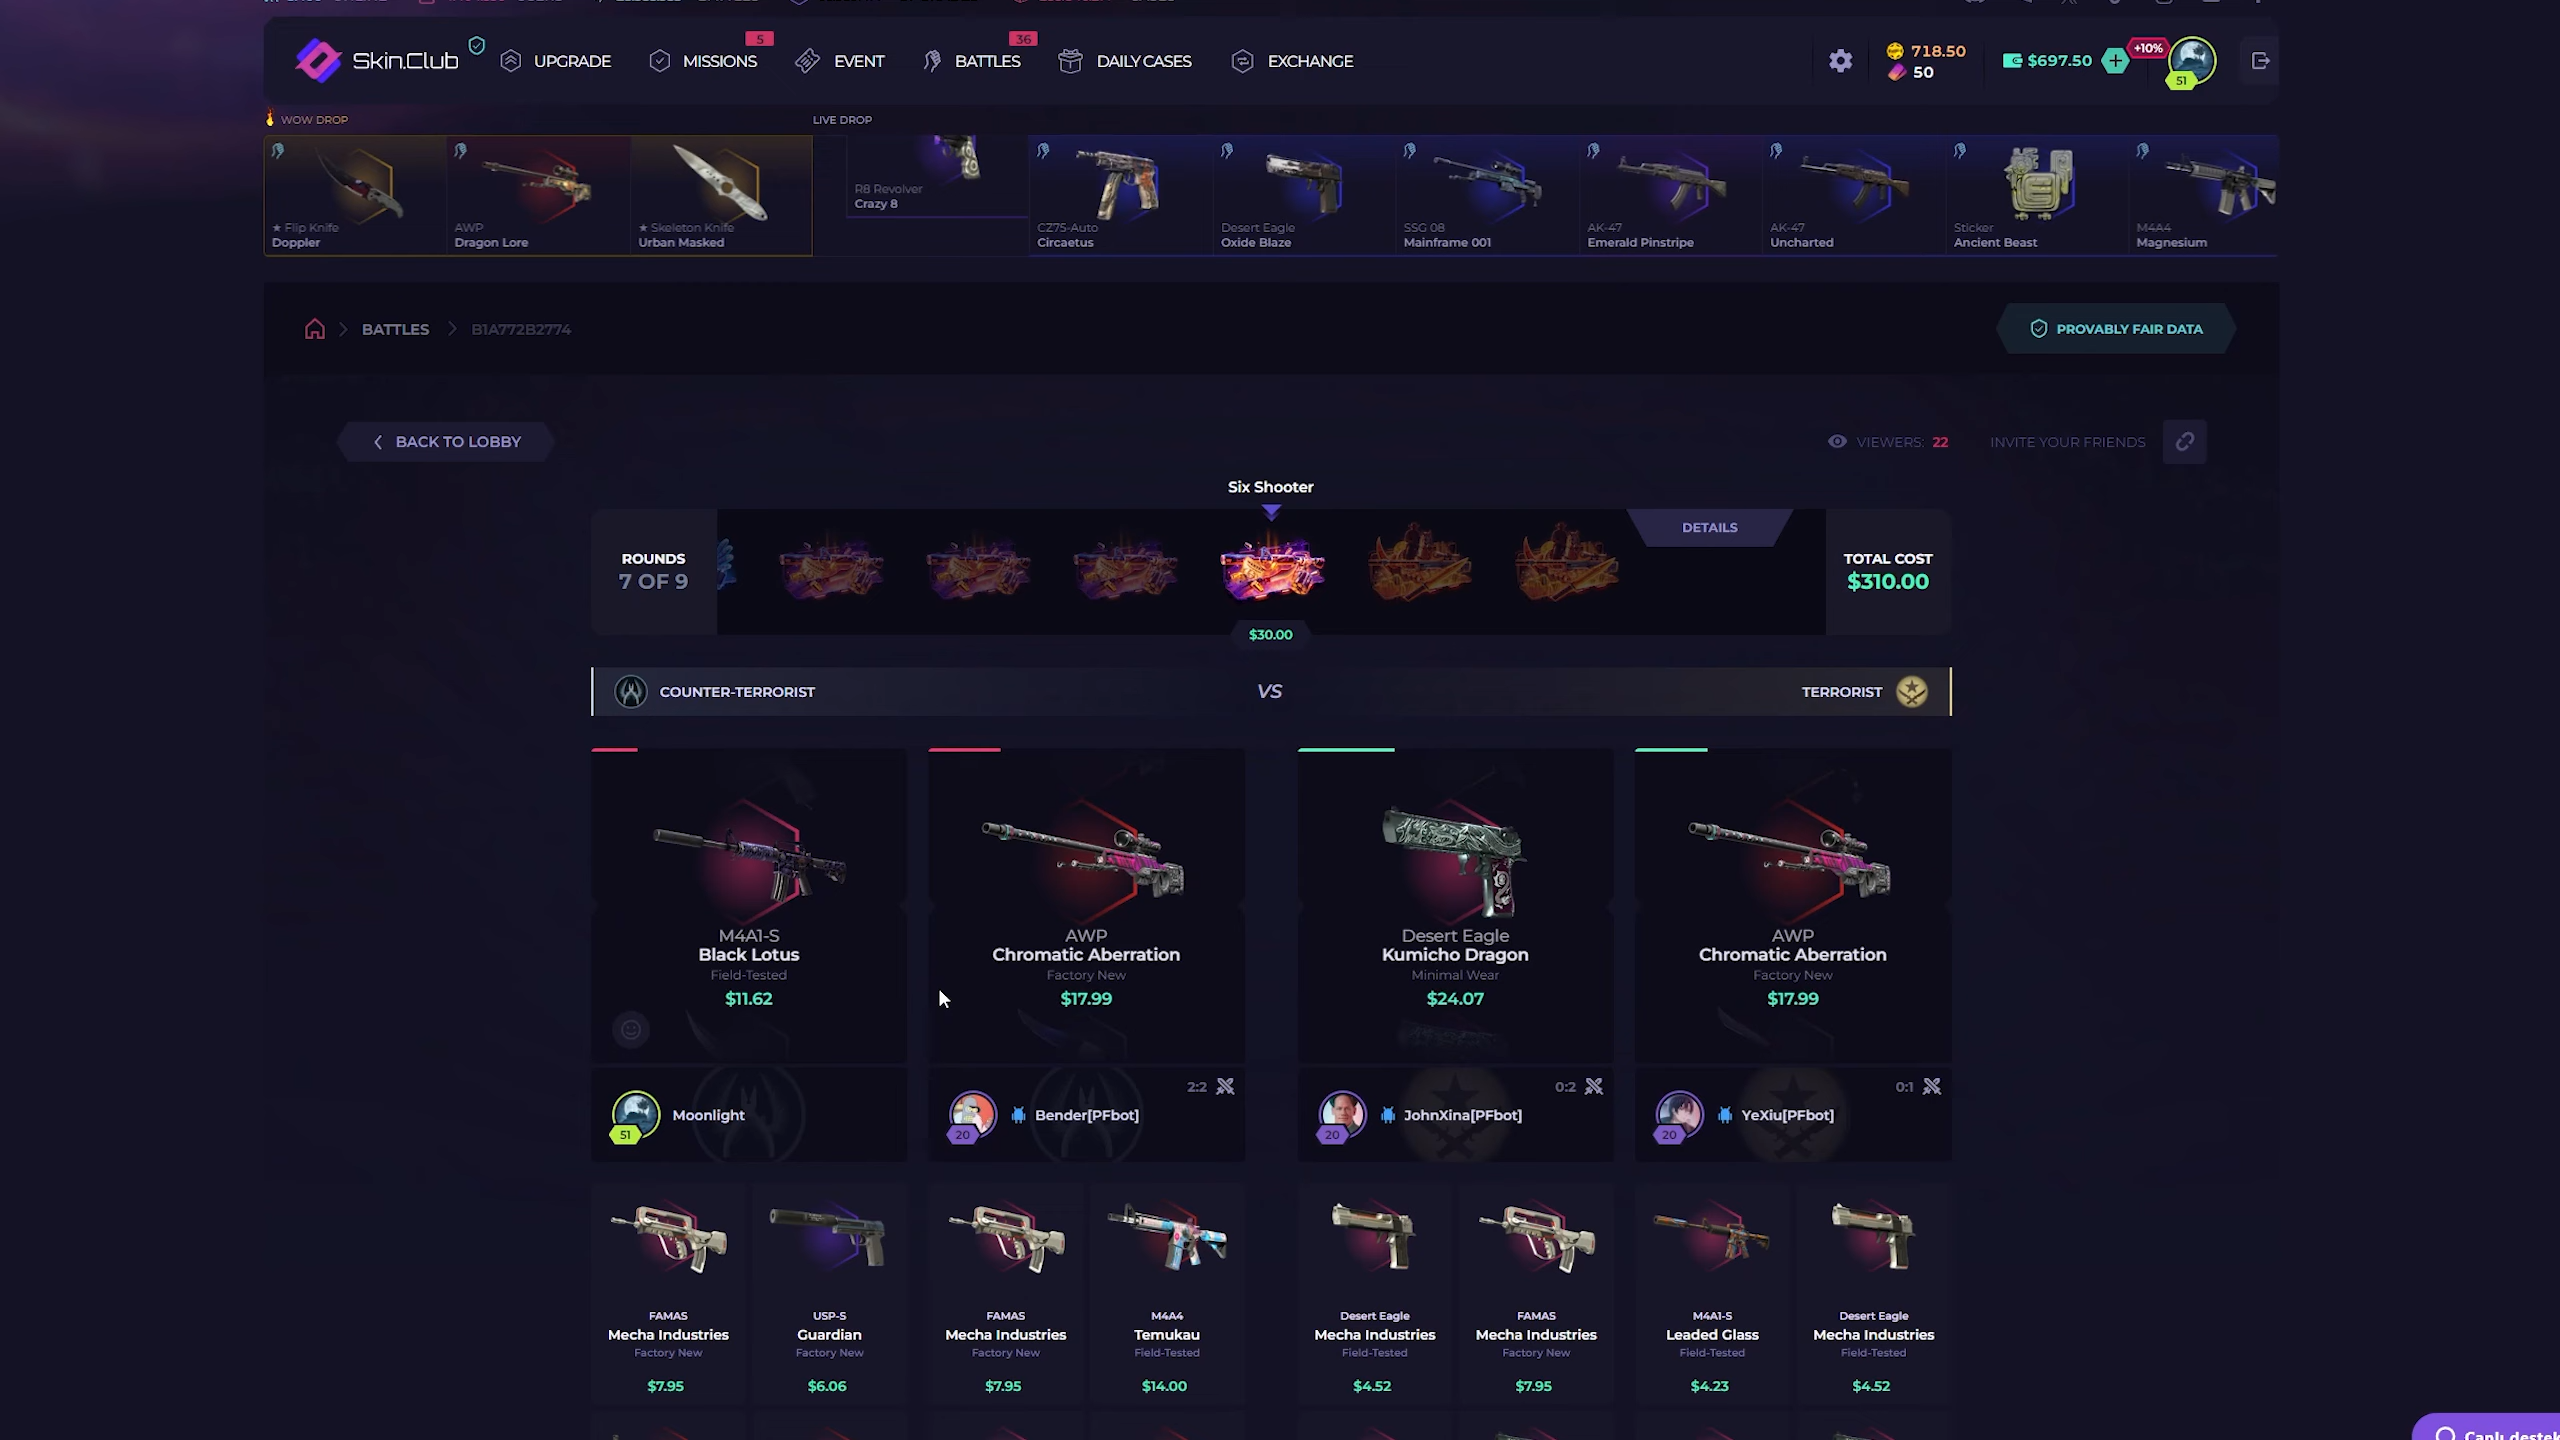 Skin.Club
UPGRADE
MISSIONS
5
EVENT
BATTLES
36
DAILY CASES
EXCHANGE
718.50
50
$697.50
+10%
51
WOW DROP
LIVE DROP
★ Flip Knife
Doppler
AWP
Dragon Lore
★ Skeleton Knife
Urban Masked
R8 Revolver
Crazy 8
CZ75-Auto
Circaetus
Desert Eagle
Oxide Blaze
SSG 08
Mainframe 001
AK-47
Emerald Pinstripe
AK-47
Uncharted
Sticker
Ancient Beast
M4A4
Magnesium
BATTLES
B1A772B2774
PROVABLY FAIR DATA
BACK TO LOBBY
VIEWERS: 22
INVITE YOUR FRIENDS
Six Shooter
ROUNDS
7 OF 9
DETAILS
TOTAL COST
$310.00
$30.00
COUNTER-TERRORIST
VS
TERRORIST
M4A1-S
Black Lotus
Field-Tested
$11.62
AWP
Chromatic Aberration
Factory New
$17.99
Desert Eagle
Kumicho Dragon
Minimal Wear
$24.07
AWP
Chromatic Aberration
Factory New
$17.99
51
Moonlight
2:2
20
Bender[PFbot]
0:2
20
JohnXina[PFbot]
0:1
20
YeXiu[PFbot]
FAMAS
Mecha Industries
Factory New
$7.95
USP-S
Guardian
Factory New
$6.06
FAMAS
Mecha Industries
Factory New
$7.95
M4A4
Temukau
Field-Tested
$14.00
Desert Eagle
Mecha Industries
Field-Tested
$4.52
FAMAS
Mecha Industries
Factory New
$7.95
M4A1-S
Leaded Glass
Field-Tested
$4.23
Desert Eagle
Mecha Industries
Field-Tested
$4.52
Canlı destek